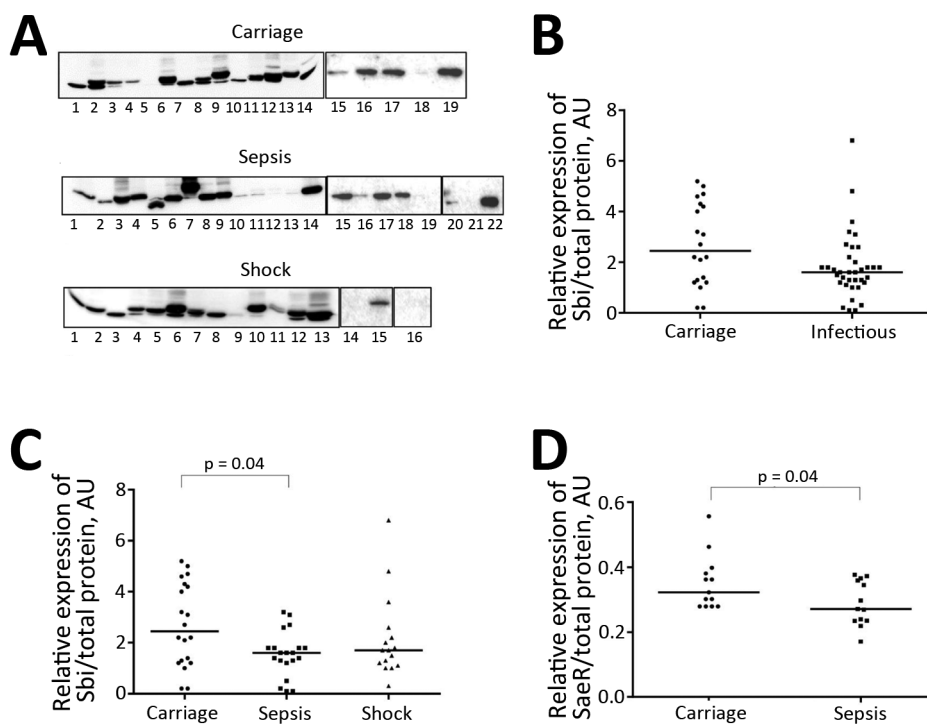 A
Carriage
1 2 3 4 5 6 7 8 9 10 11 12 13 14 15 16 17 18 19
Sepsis
1 2 3 4 5 6 7 8 9 10 11 12 13 14 15 16 17 18 19 20 21 22
Shock
1 2 3 4 5 6 7 8 9 10 11 12 13 14 15 16
B
Relative expression of
Sbi/total protein, AU
8
6
4
2
0
Carriage Infectious
C
p = 0.04
Relative expression of
Sbi/total protein, AU
8
6
4
2
0
Carriage Sepsis Shock
D
p = 0.04
Relative expression of
SaeR/total protein, AU
0.6
0.4
0.2
0
Carriage Sepsis